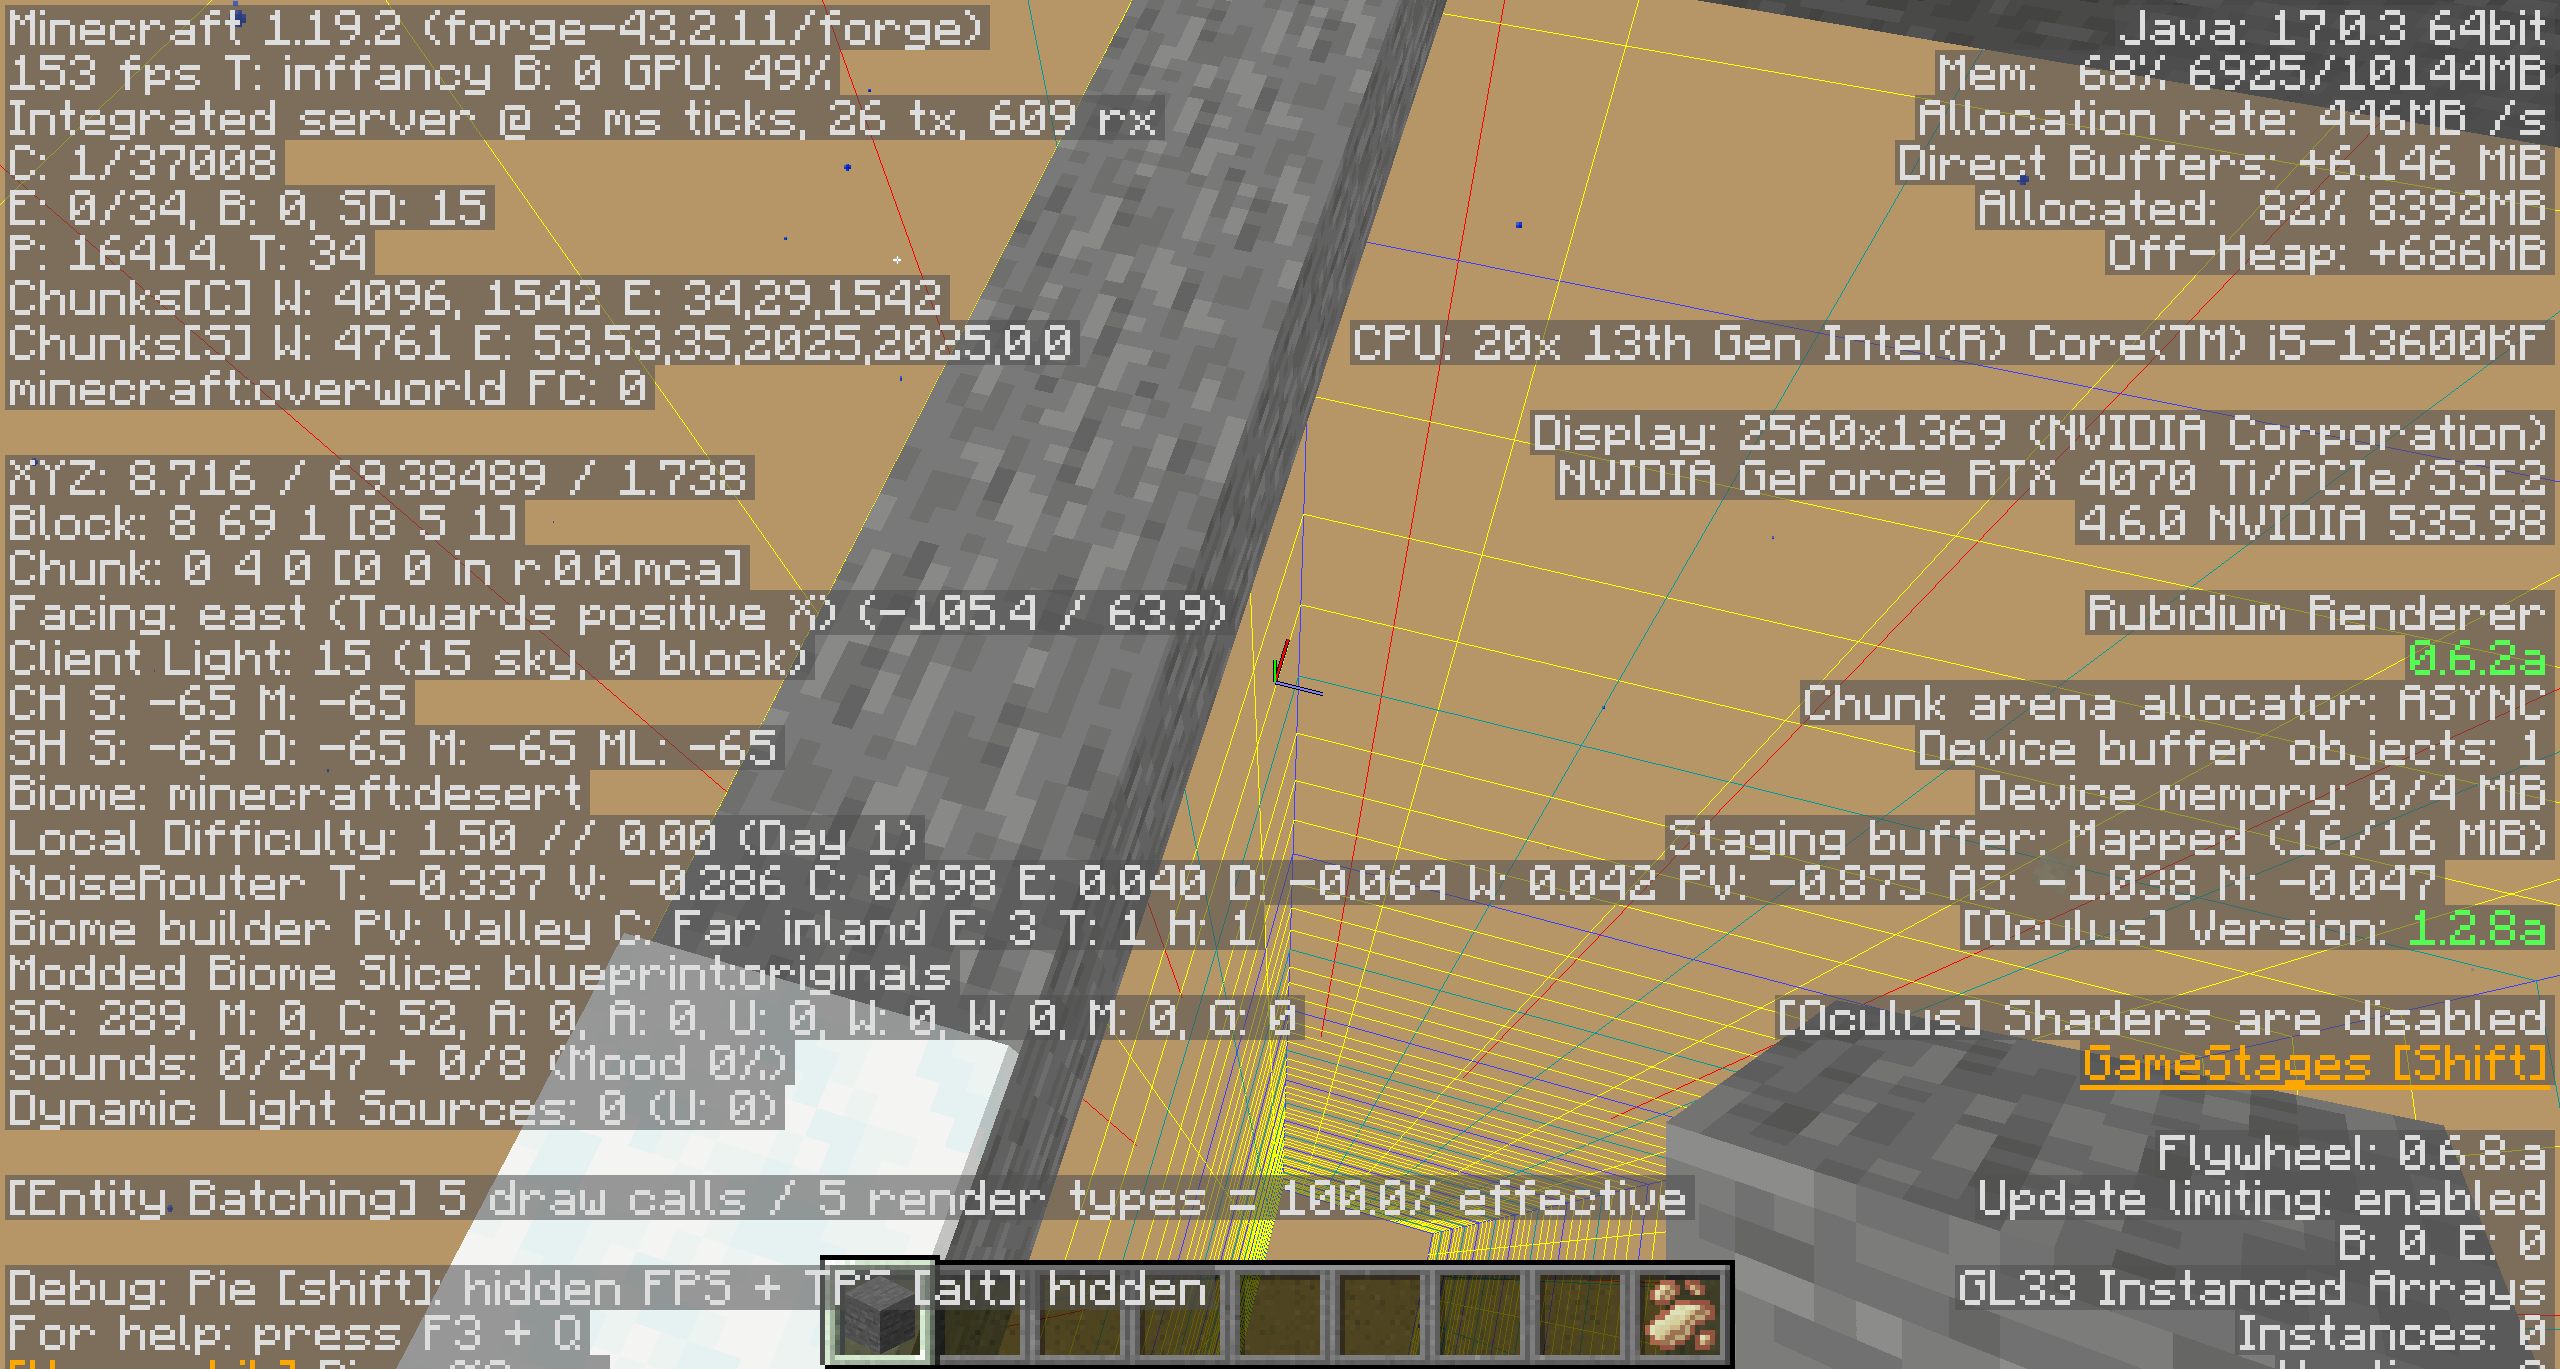 Minecraft 1.19.2 (forge-43.2.11/forge)
153 fps T: inffancy B: 0 GPU: 49%
Integrated server @ 3 ms ticks, 26 tx, 609 rx
C: 1/37008
E: 0/34, B: 0, SD: 15
P: 16414. T: 34
Chunks[C] W: 4096, 1542 E: 34,29,1542
Chunks[S] W: 4761 E: 53,53,35,2025,2025,0,0
minecraft:overworld FC: 0
XYZ: 8.716 / 69.38489 / 1.738
Block: 8 69 1 [8 5 1]
Chunk: 0 4 0 [0 0 in r.0.0.mca]
Facing: east (Towards positive X) (-105.4 / 63.9)
Client Light: 15 (15 sky, 0 block)
CH S: -65 M: -65
SH S: -65 O: -65 M: -65 ML: -65
Biome: minecraft:desert
Local Difficulty: 1.50 // 0.00 (Day 1)
NoiseRouter T: -0.337 V: -0.286 C: 0.698 E: 0.040 D: -0.064 W: 0.042 PV: -0.875 AS: -1.038 N: -0.047
Biome builder PV: Valley C: Far inland E: 3 T: 1 H: 1
Modded Biome Slice: blueprint:originals
SC: 289, M: 0, C: 52, A: 0, A: 0, U: 0, W: 0, W: 0, M: 0, G: 0
Sounds: 0/247 + 0/8 (Mood 0%)
Dynamic Light Sources: 0 (U: 0)
[Entity Batching] 5 draw calls / 5 render types = 100.0% effective
Debug: Pie [shift]: hidden FPS + TPS [alt]: hidden
For help: press F3 + Q
Java: 17.0.3 64bit
Mem: 68% 6925/10144MB
Allocation rate: 446MB /s
Direct Buffers: +6.146 MiB
Allocated: 82% 8392MB
Off-Heap: +686MB
CPU: 20x 13th Gen Intel(R) Core(TM) i5-13600KF
Display: 2560x1369 (NVIDIA Corporation)
NVIDIA GeForce RTX 4070 Ti/PCIe/SSE2
4.6.0 NVIDIA 535.98
Rubidium Renderer
0.6.2a
Chunk arena allocator: ASYNC
Device buffer objects: 1
Device memory: 0/4 MiB
Staging buffer: Mapped (16/16 MiB)
[Oculus] Version: 1.2.8a
[Oculus] Shaders are disabled
GameStages [Shift]
Flywheel: 0.6.8.a
Update limiting: enabled
B: 0, E: 0
GL33 Instanced Arrays
Instances: 0